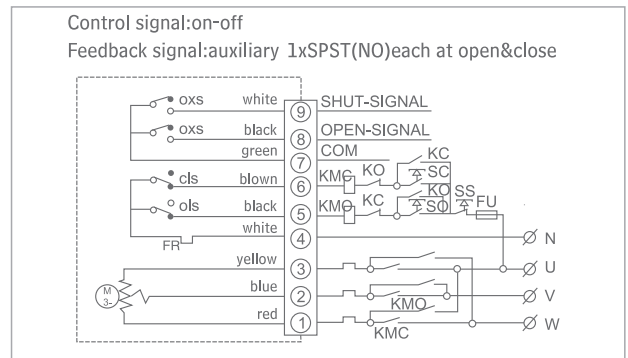 Control signal:on-off
Feedback signal:auxiliary 1xSPST(NO)each at open&close
oxs white 9 SHUT-SIGNAL
oxs black 8 OPEN-SIGNAL
green 7 COM
KC
cls blown 6 KMC KO SC
KO SS
ols black 5 KMO KC SO FU
FR white 4 N
yellow 3 U
M 3~ blue 2 KMO V
red 1 KMC W